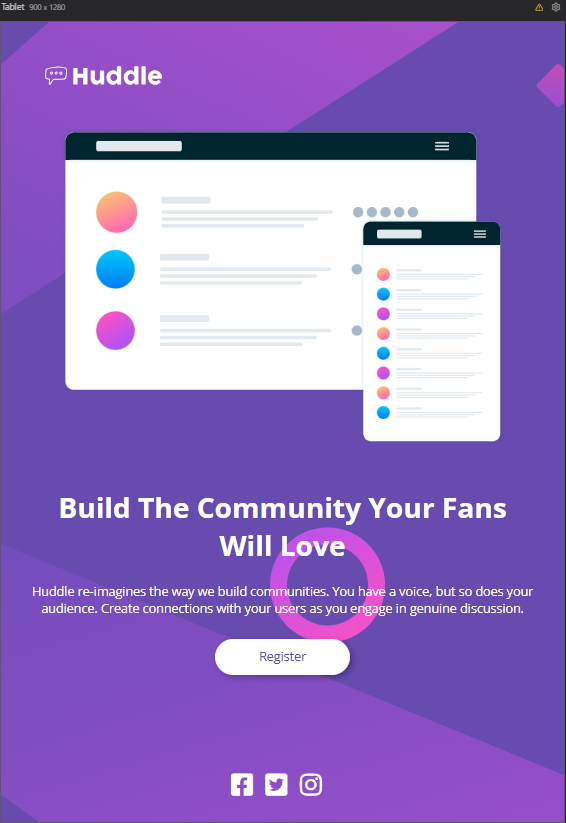 Tablet 900 x 1280
Huddle
Build The Community Your Fans
Will Love
Huddle re-imagines the way we build communities. You have a voice, but so does your
audience. Create connections with your users as you engage in genuine discussion.
Register